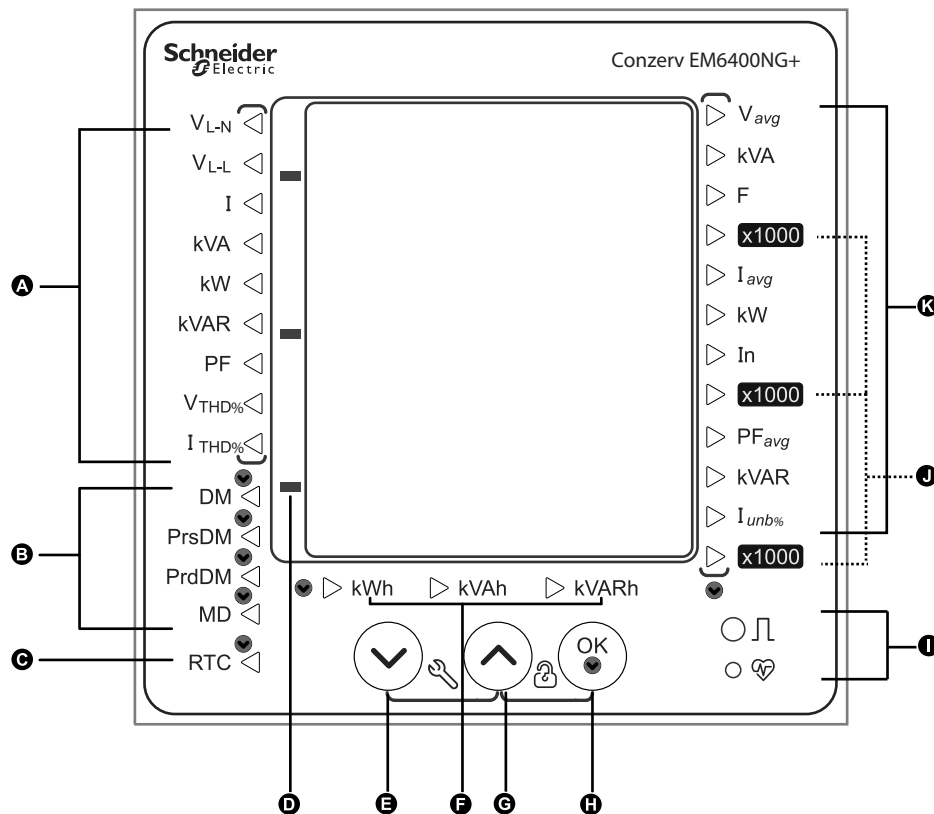 Schneider
Electric
Conzerv EM6400NG+
VL-N
VL-L
I
kVA
kW
kVAR
PF
VTHD%
I THD%
DM
PrsDM
PrdDM
MD
RTC
Vavg
kVA
F
x1000
Iavg
kW
In
x1000
PFavg
kVAR
Iunb%
x1000
kWh
kVAh
kVARh
OK
A
B
C
D
E
F
G
H
I
J
K